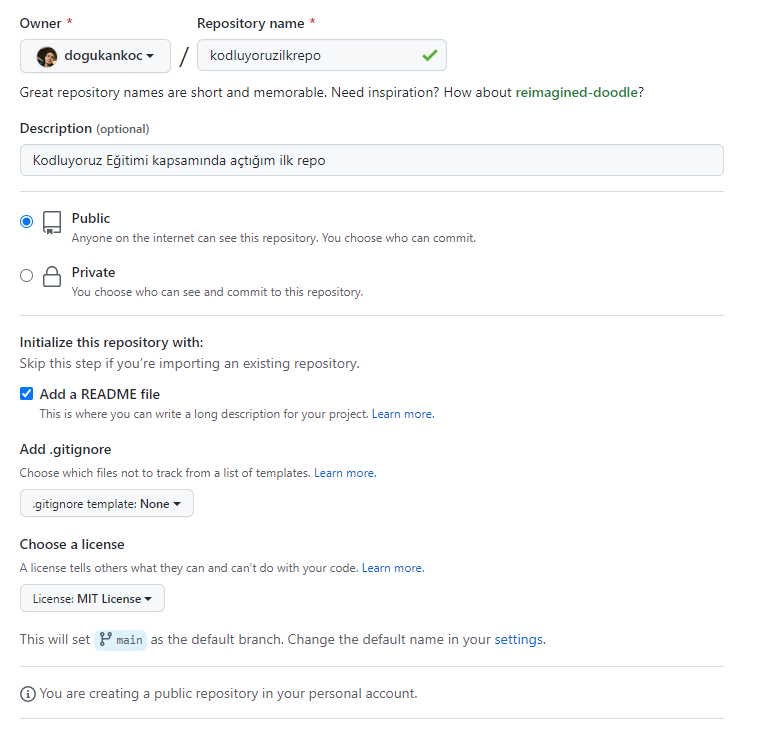 Owner * Repository name *
dogukankoc / kodluyoruzilkrepo
Great repository names are short and memorable. Need inspiration? How about reimagined-doodle?
Description (optional)
Kodluyoruz Eğitimi kapsamında açtığım ilk repo
Public
Anyone on the internet can see this repository. You choose who can commit.
Private
You choose who can see and commit to this repository.
Initialize this repository with:
Skip this step if you’re importing an existing repository.
Add a README file
This is where you can write a long description for your project. Learn more.
Add .gitignore
Choose which files not to track from a list of templates. Learn more.
.gitignore template: None
Choose a license
A license tells others what they can and can't do with your code. Learn more.
License: MIT License
This will set main as the default branch. Change the default name in your settings.
You are creating a public repository in your personal account.